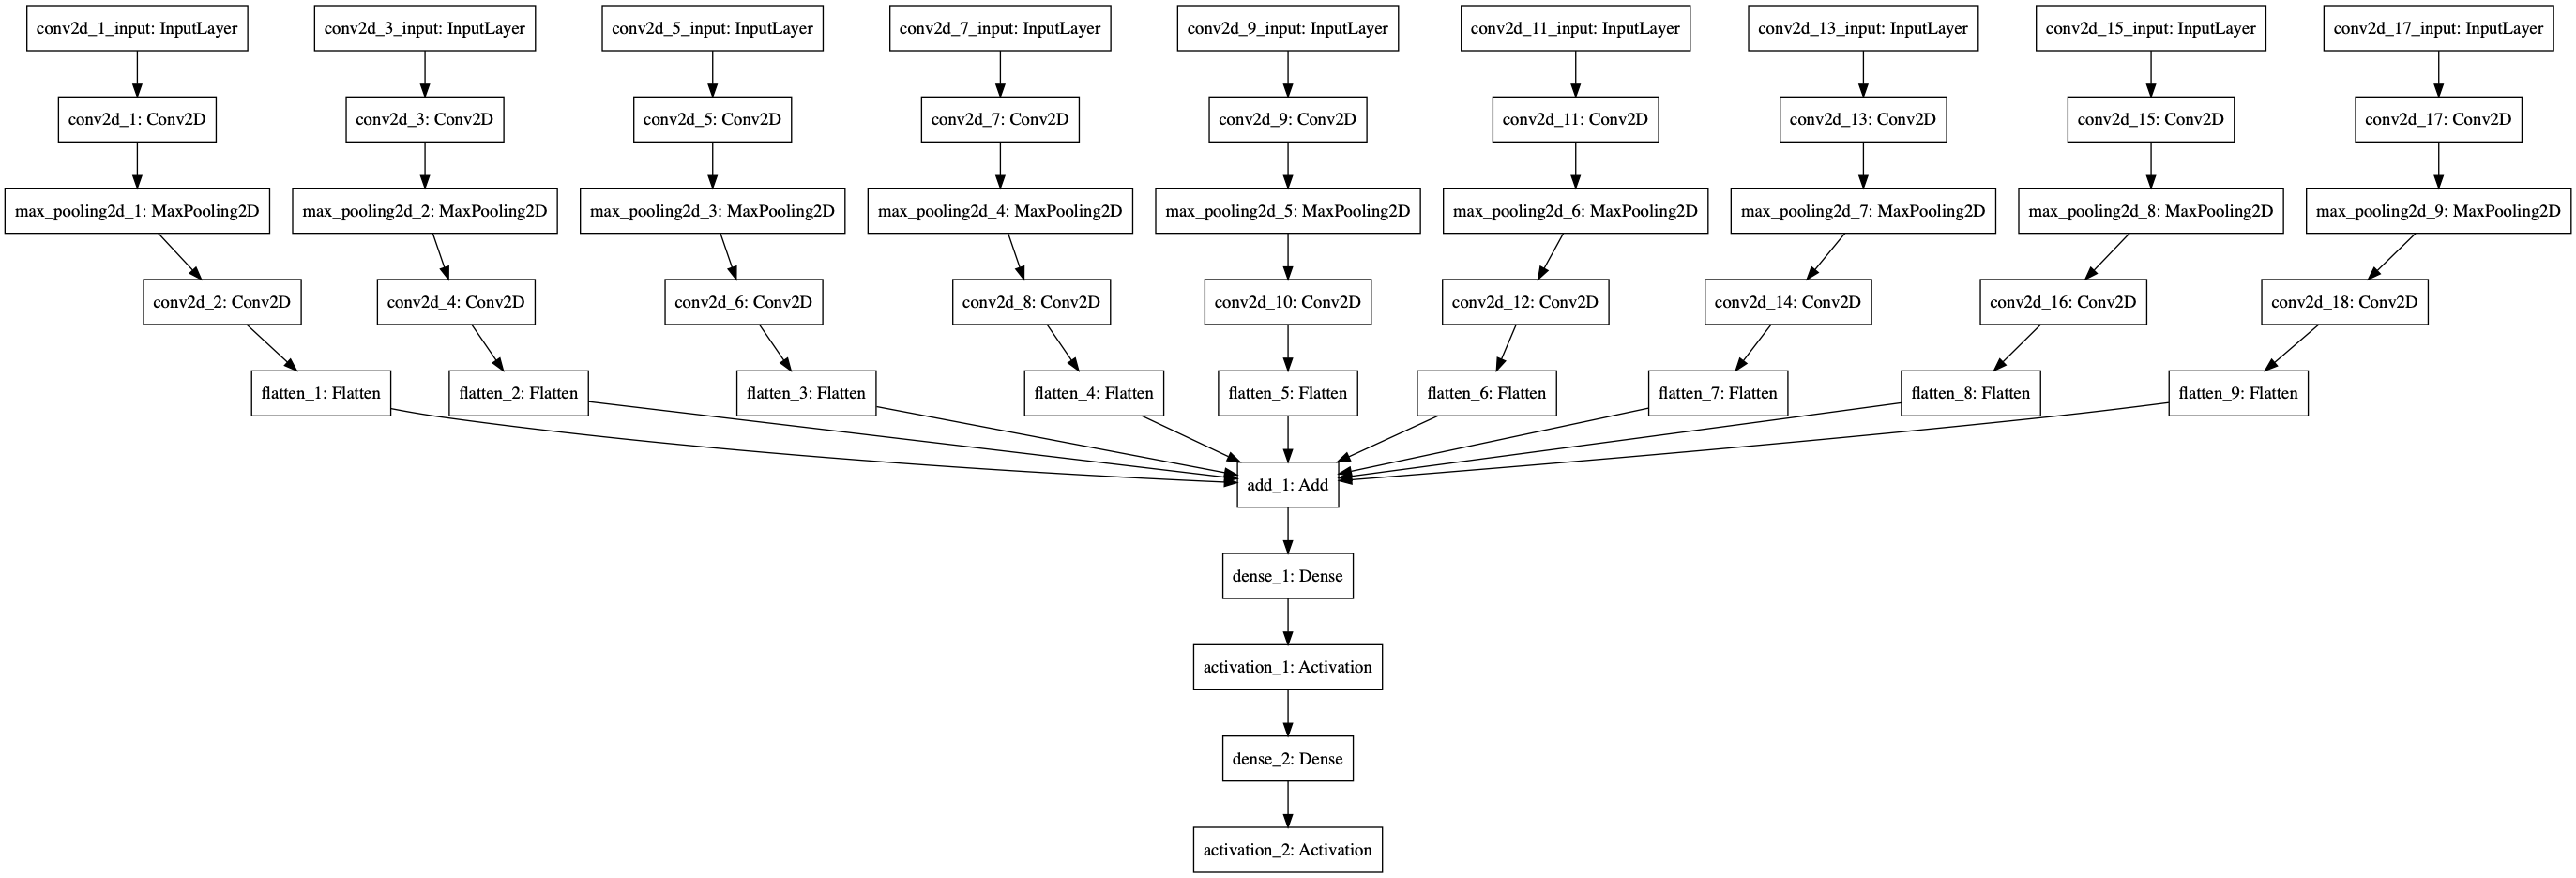 conv2d_1_input: InputLayer
conv2d_3_input: InputLayer
conv2d_5_input: InputLayer
conv2d_7_input: InputLayer
conv2d_9_input: InputLayer
conv2d_11_input: InputLayer
conv2d_13_input: InputLayer
conv2d_15_input: InputLayer
conv2d_17_input: InputLayer
conv2d_1: Conv2D
conv2d_3: Conv2D
conv2d_5: Conv2D
conv2d_7: Conv2D
conv2d_9: Conv2D
conv2d_11: Conv2D
conv2d_13: Conv2D
conv2d_15: Conv2D
conv2d_17: Conv2D
max_pooling2d_1: MaxPooling2D
max_pooling2d_2: MaxPooling2D
max_pooling2d_3: MaxPooling2D
max_pooling2d_4: MaxPooling2D
max_pooling2d_5: MaxPooling2D
max_pooling2d_6: MaxPooling2D
max_pooling2d_7: MaxPooling2D
max_pooling2d_8: MaxPooling2D
max_pooling2d_9: MaxPooling2D
conv2d_2: Conv2D
conv2d_4: Conv2D
conv2d_6: Conv2D
conv2d_8: Conv2D
conv2d_10: Conv2D
conv2d_12: Conv2D
conv2d_14: Conv2D
conv2d_16: Conv2D
conv2d_18: Conv2D
flatten_1: Flatten
flatten_2: Flatten
flatten_3: Flatten
flatten_4: Flatten
flatten_5: Flatten
flatten_6: Flatten
flatten_7: Flatten
flatten_8: Flatten
flatten_9: Flatten
add_1: Add
dense_1: Dense
activation_1: Activation
dense_2: Dense
activation_2: Activation